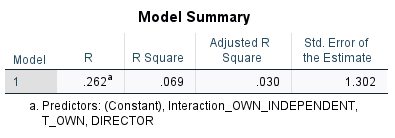 Model Summary
Adjusted R Std. Error of
Model R R Square Square the Estimate
1 .262a .069 .030 1.302
a. Predictors: (Constant), Interaction_OWN_INDEPENDENT,
T_OWN, DIRECTOR